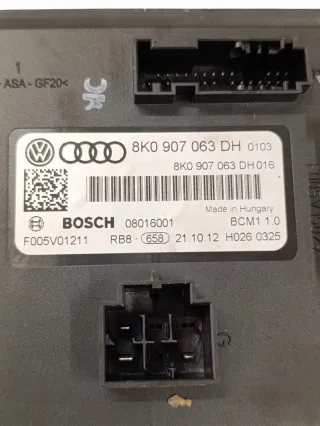 1
-ASA-GF20<
OK
8K0 907 063 DH 0103
8K0 907 063 DH 016
Made in Hungary
BOSCH 08016001 BCM1 1.0
F005V01211 RB8-658 21.10.12 H026 0325